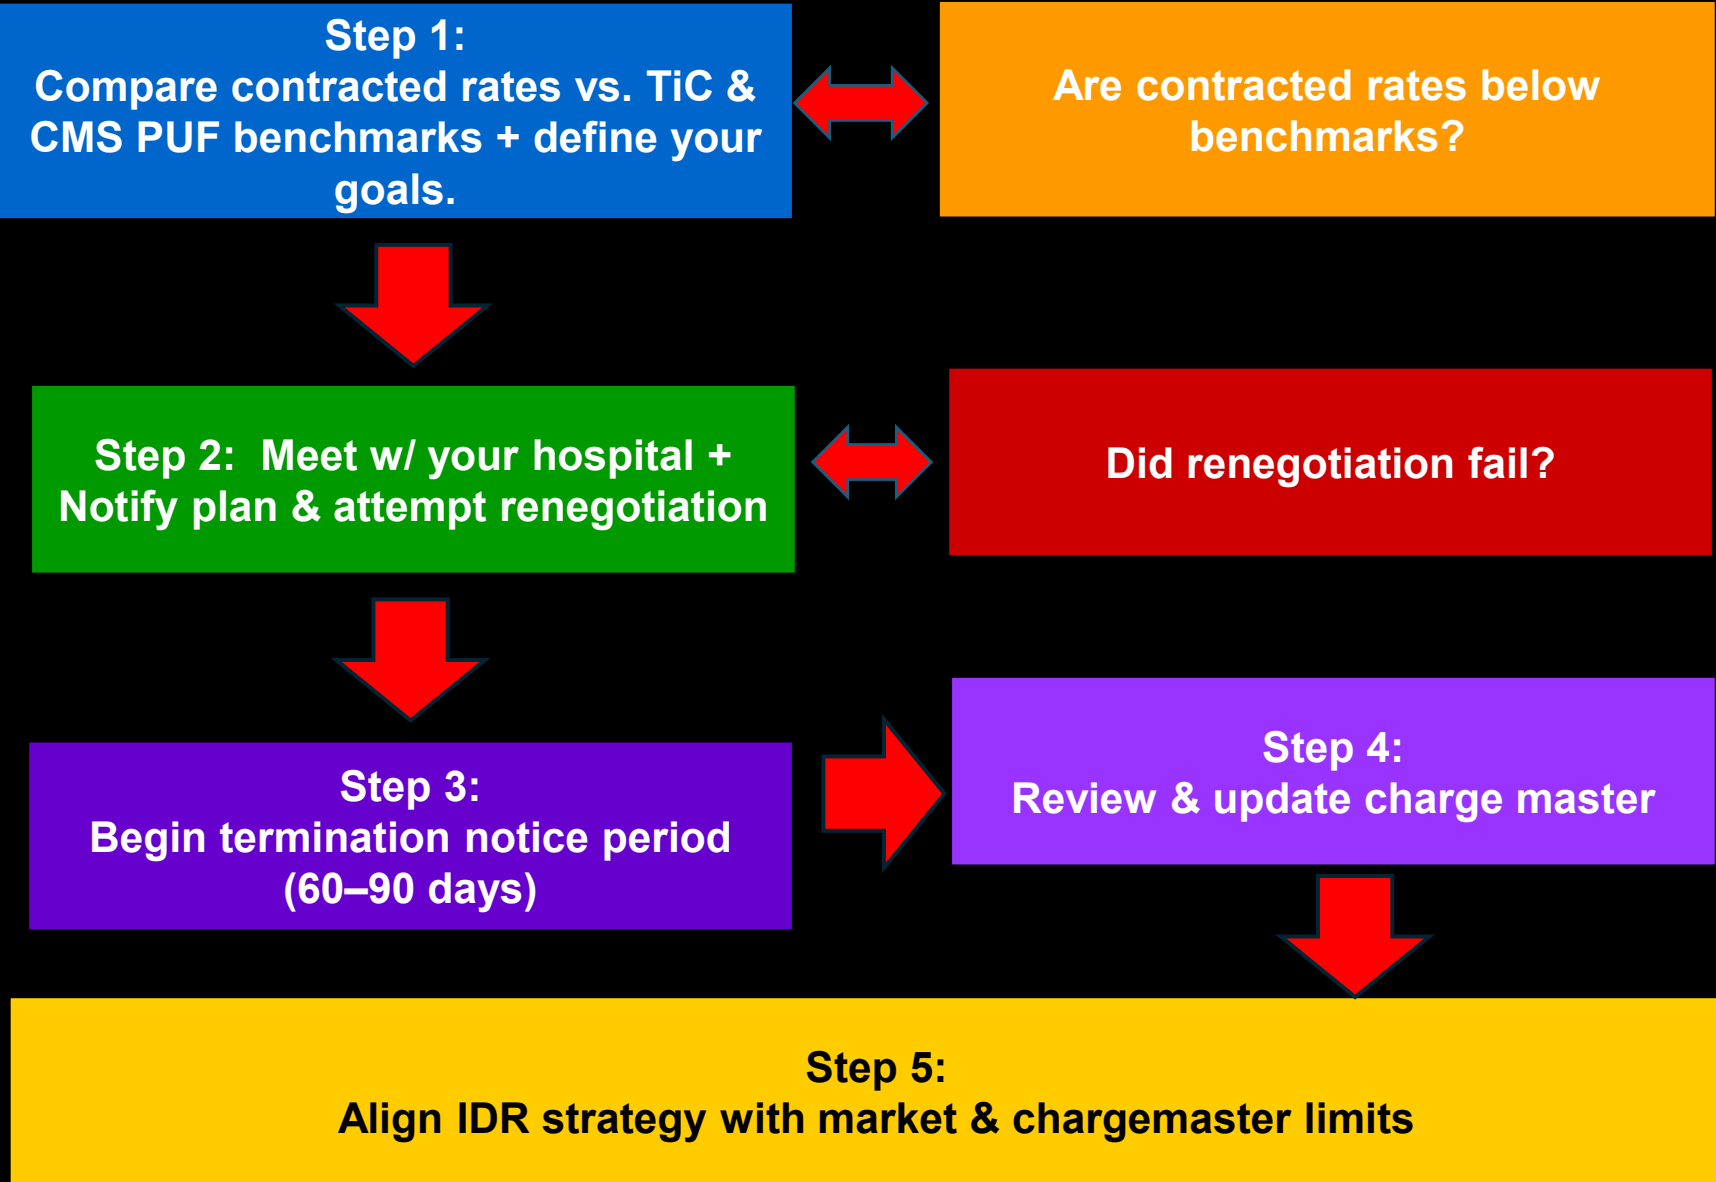 Step 1:
Compare contracted rates vs. TiC &
CMS PUF benchmarks + define your
goals.
Are contracted rates below
benchmarks?
Step 2:  Meet w/ your hospital +
Notify plan & attempt renegotiation
Did renegotiation fail?
Step 3:
Begin termination notice period
(60–90 days)
Step 4:
Review & update charge master
Step 5:
Align IDR strategy with market & chargemaster limits